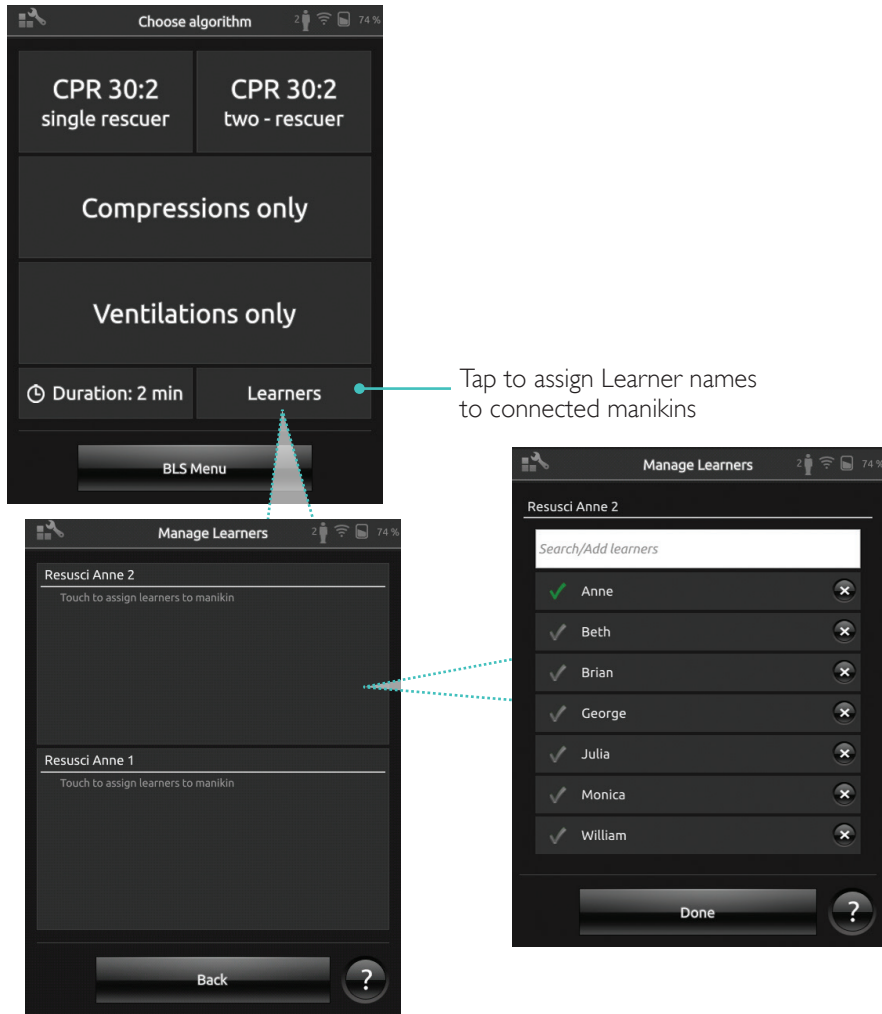 Choose algorithm 2 74 %
CPR 30:2
single rescuer
CPR 30:2
two - rescuer
Compressions only
Ventilations only
Duration: 2 min
Learners
BLS Menu
Tap to assign Learner names
to connected manikins
Manage Learners 2 74 %
Resusci Anne 2
Touch to assign learners to manikin
Resusci Anne 1
Touch to assign learners to manikin
Back
?
Manage Learners 2 74 %
Resusci Anne 2
Search/Add learners
Anne
Beth
Brian
George
Julia
Monica
William
Done
?